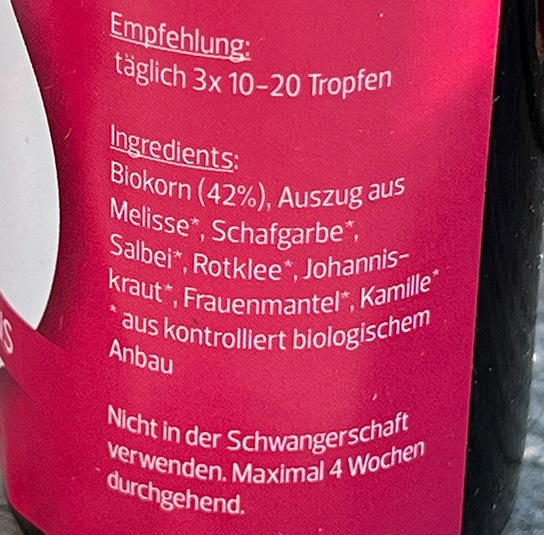 Empfehlung:
täglich 3x 10–20 Tropfen
Ingredients:
Biokorn (42%), Auszug aus
Melisse*, Schafgarbe*,
Salbei*, Rotklee*, Johannis-
kraut*, Frauenmantel*, Kamille*
* aus kontrolliert biologischem
Anbau
Nicht in der Schwangerschaft
verwenden. Maximal 4 Wochen
durchgehend.